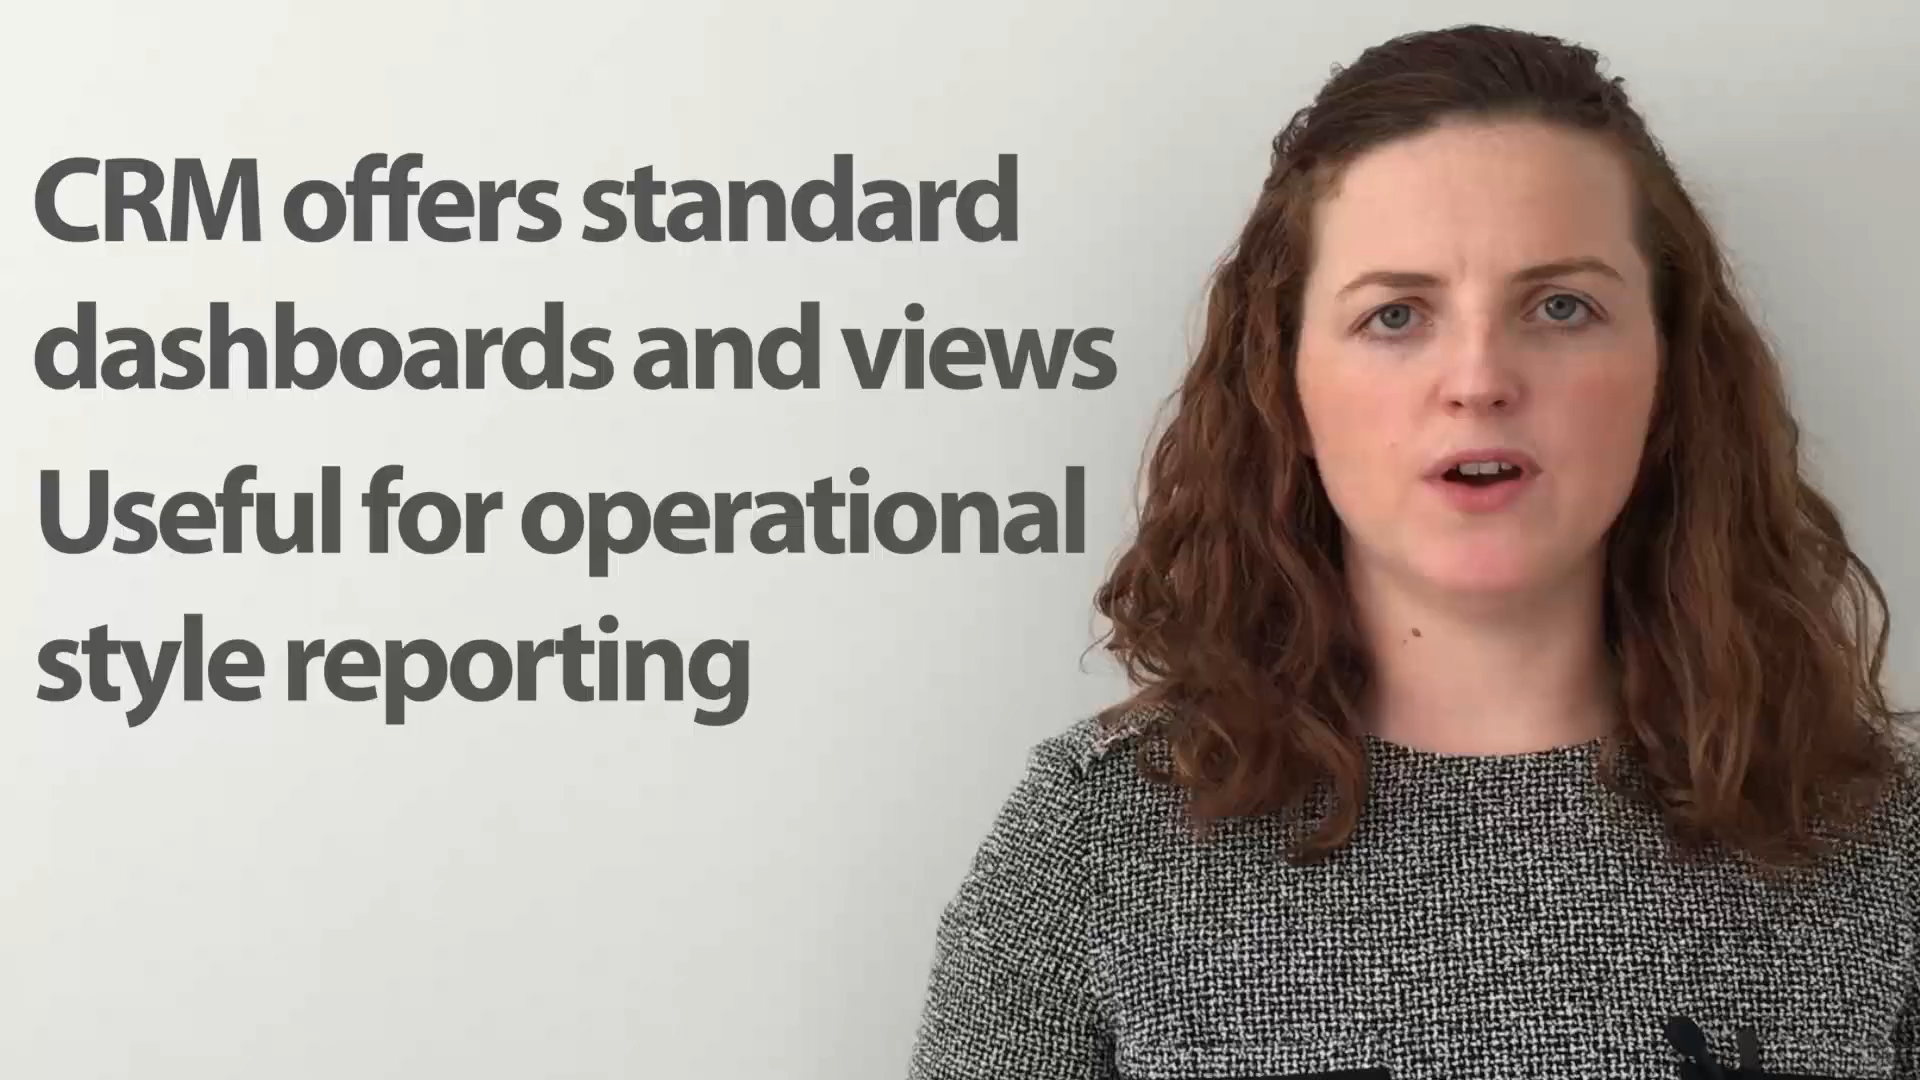 CRM offers standard
dashboards and views
Useful for operational
style reporting